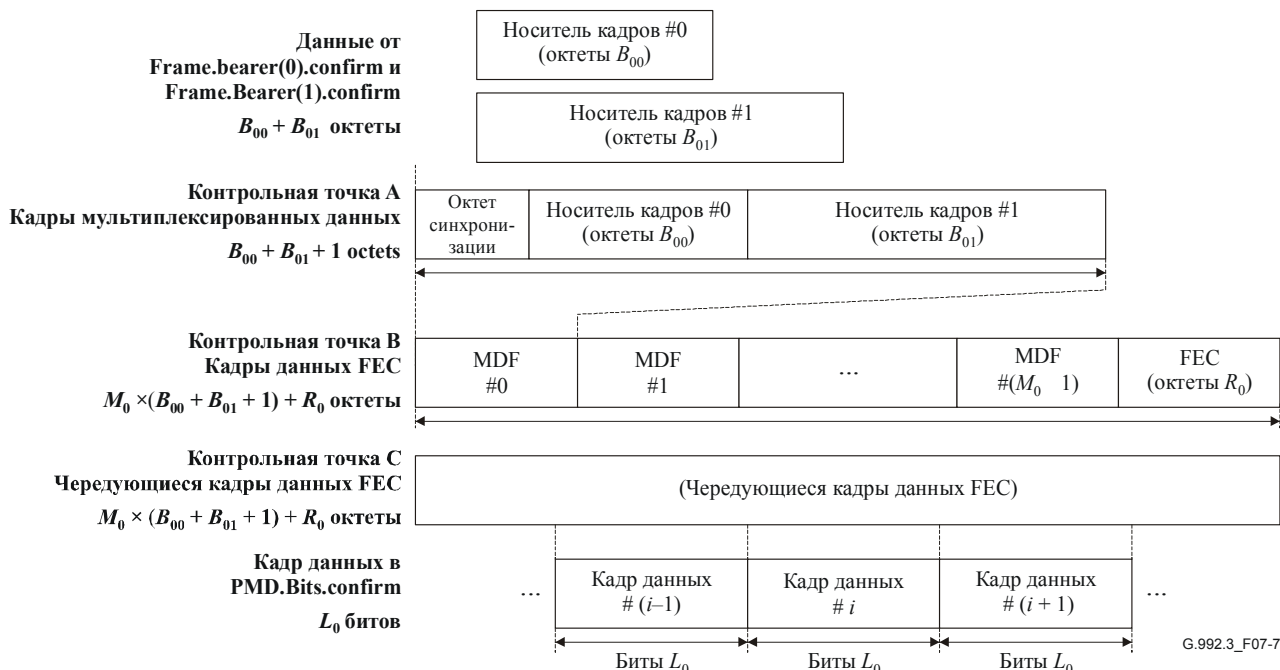 Данные от
Frame.bearer(0).confirm и
Frame.Bearer(1).confirm
B00 + B01 октеты
Носитель кадров #0
(октеты B00)
Носитель кадров #1
(октеты B01)
Контрольная точка A
Кадры мультиплексированных данных
B00 + B01 + 1 octets
Октет
синхрони-
зации
Носитель кадров #0
(октеты B00)
Носитель кадров #1
(октеты B01)
Контрольная точка B
Кадры данных FEC
M0 ×(B00 + B01 + 1) + R0 октеты
MDF
#0
MDF
#1
...
MDF
#(M0 1)
FEC
(октеты R0)
Контрольная точка C
Чередующиеся кадры данных FEC
M0 × (B00 + B01 + 1) + R0 октеты
(Чередующиеся кадры данных FEC)
Кадр данных в
PMD.Bits.confirm
L0 битов
...
Кадр данных
# (i–1)
Кадр данных
# i
Кадр данных
# (i + 1)
...
Биты L0
Биты L0
Биты L0
G.992.3_F07-7